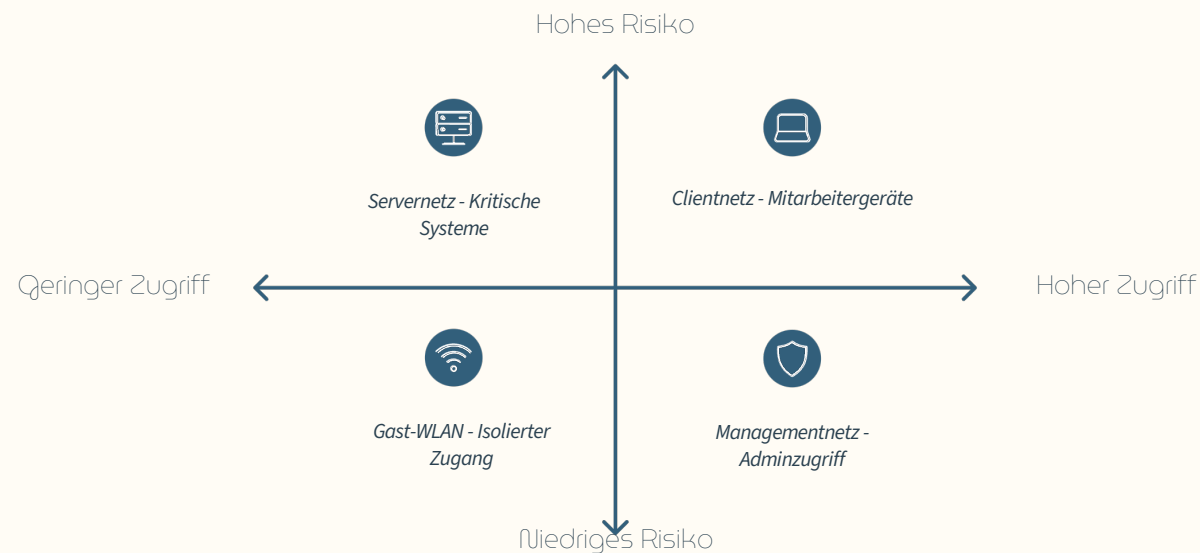 Hohes Risiko
Servernetz - Kritische
Systeme
Clientnetz - Mitarbeitergeräte
Geringer Zugriff
Hoher Zugriff
Gast-WLAN - Isolierter
Zugang
Managementnetz -
Adminzugriff
Niedriges Risiko